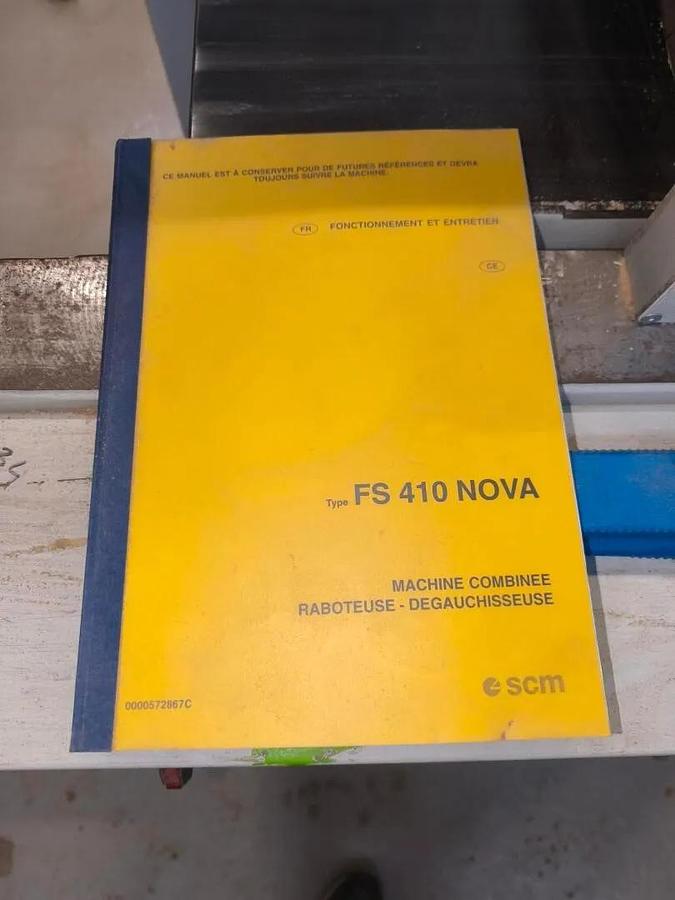 CE MANUEL EST À CONSERVER POUR DE FUTURES RÉFÉRENCES ET DEVRA
TOUJOURS SUIVRE LA MACHINE.
FR FONCTIONNEMENT ET ENTRETIEN
CE
Type FS 410 NOVA
MACHINE COMBINEE
RABOTEUSE - DEGAUCHISSEUSE
scm
0000572867C